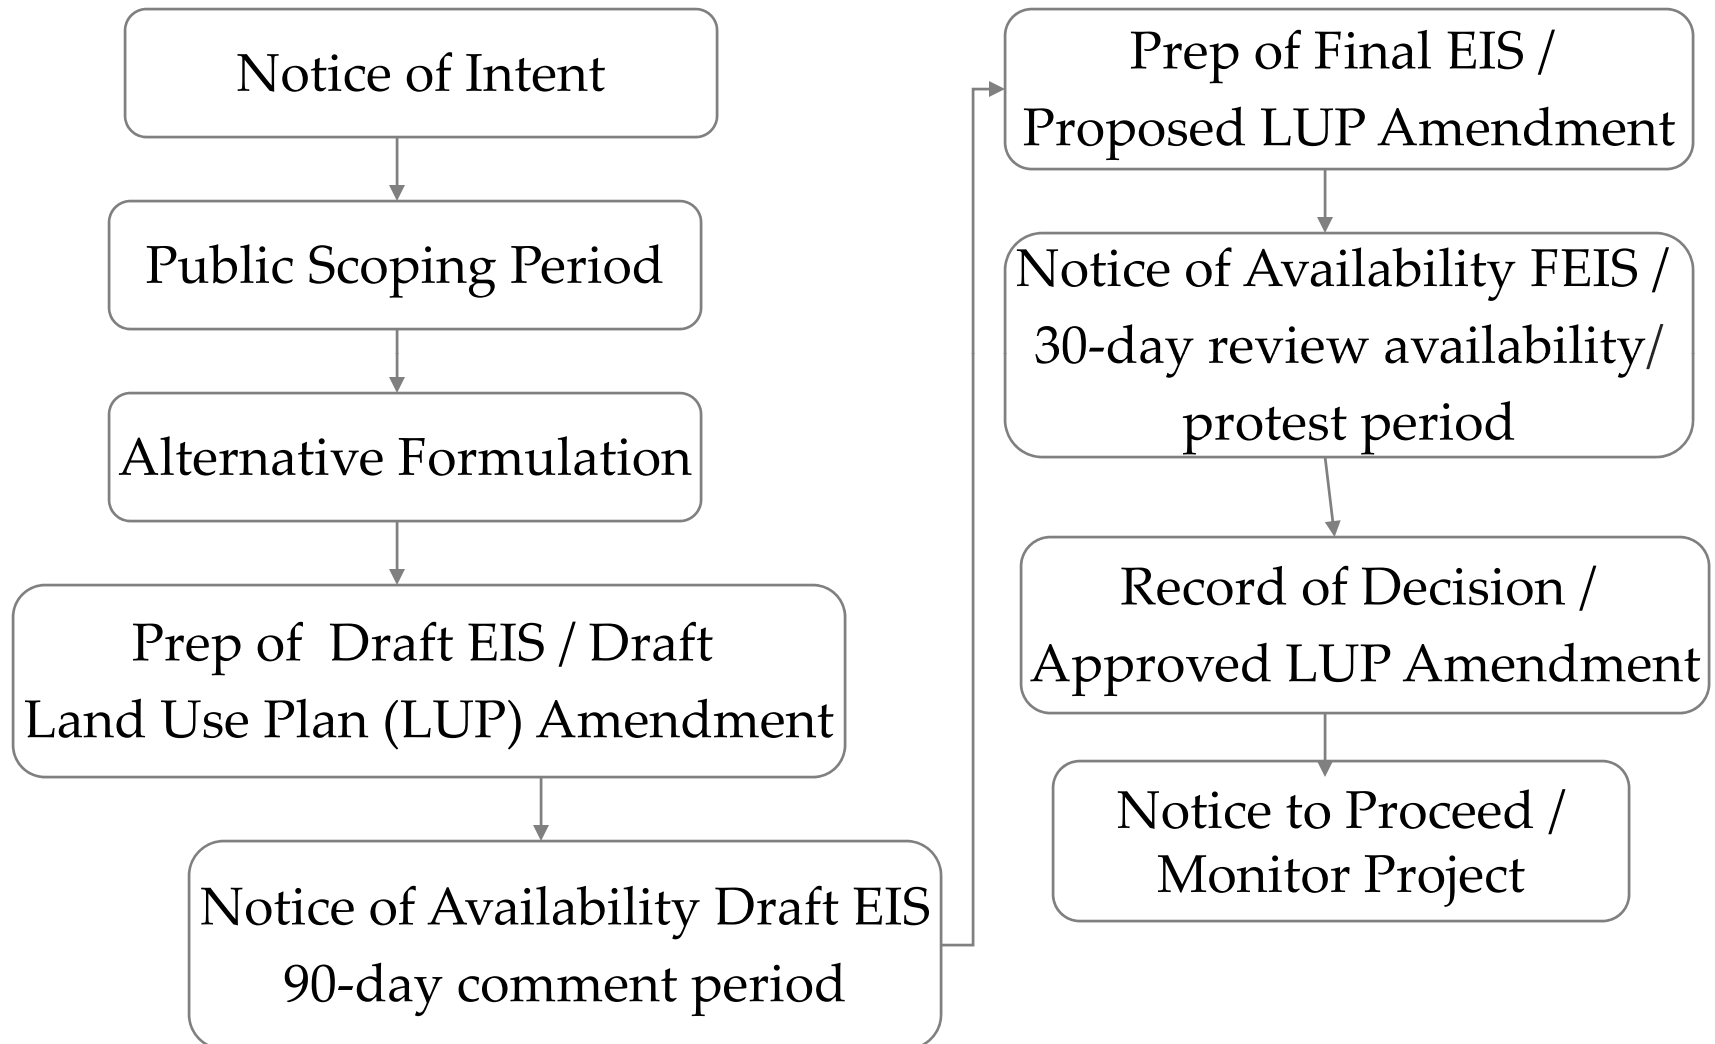 Notice of Intent
Public Scoping Period
Alternative Formulation
Prep of  Draft EIS / Draft
Land Use Plan (LUP) Amendment
Notice of Availability Draft EIS
90-day comment period
Prep of Final EIS /
Proposed LUP Amendment
Notice of Availability FEIS /
30-day review availability/
protest period
Record of Decision /
Approved LUP Amendment
Notice to Proceed /
Monitor Project